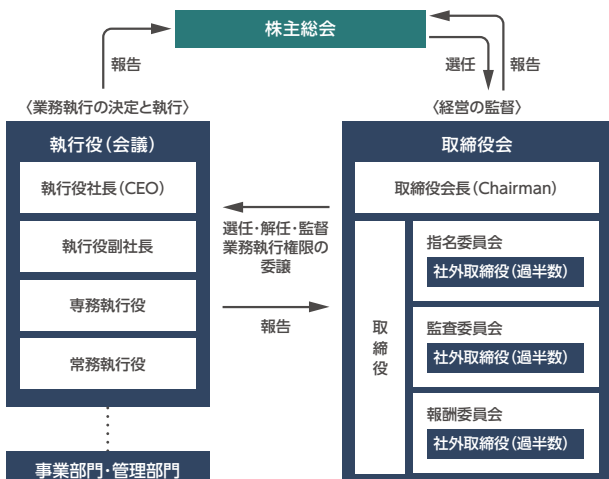 株主総会
報告
選任
報告
〈業務執行の決定と執行〉
〈経営の監督〉
執行役（会議）
執行役社長（CEO）
執行役副社長
専務執行役
常務執行役
事業部門・管理部門
選任・解任・監督
業務執行権限の
委譲
報告
取締役会
取締役会長（Chairman）
取締役
指名委員会
社外取締役（過半数）
監査委員会
社外取締役（過半数）
報酬委員会
社外取締役（過半数）